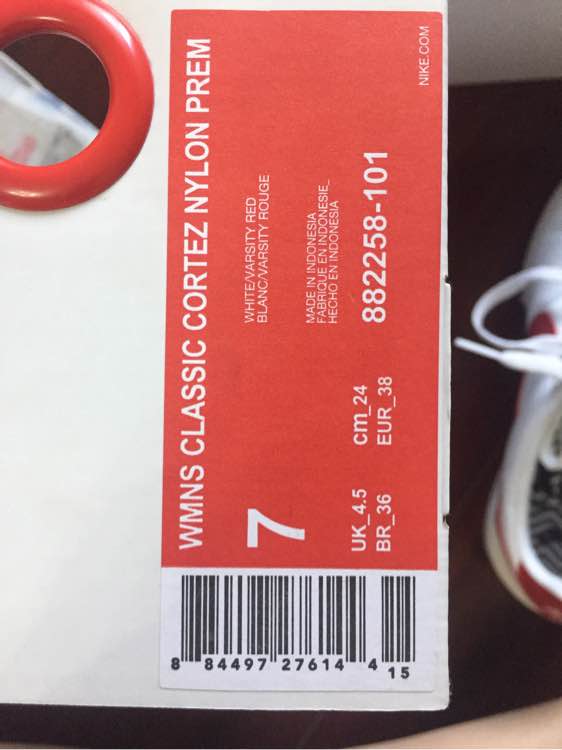 WMNS CLASSIC CORTEZ NYLON PREM
WHITE/VARSITY RED
BLANC/VARSITY ROUGE
MADE IN INDONESIA
FABRIQUE EN INDONESIE_
HECHO EN INDONESIA
882258-101
NIKE.COM
7
UK_4.5
cm_24
BR_36
EUR_38
8 84497 27614 4 15